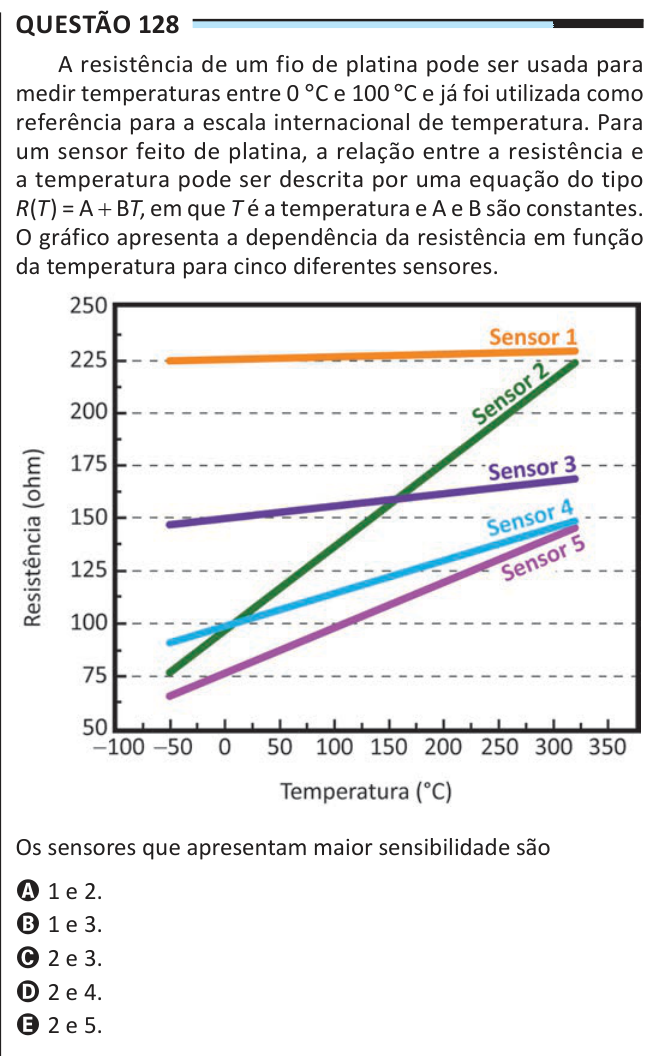 QUESTÃO 128
A resistência de um fio de platina pode ser usada para
medir temperaturas entre 0 °C e 100 °C e já foi utilizada como
referência para a escala internacional de temperatura. Para
um sensor feito de platina, a relação entre a resistência e
a temperatura pode ser descrita por uma equação do tipo
R(T) = A + BT, em que T é a temperatura e A e B são constantes.
O gráfico apresenta a dependência da resistência em função
da temperatura para cinco diferentes sensores.
250
225
200
175
150
125
100
75
50
Resistência (ohm)
Sensor 1
Sensor 2
Sensor 3
Sensor 4
Sensor 5
−100 −50 0 50 100 150 200 250 300 350
Temperatura (°C)
Os sensores que apresentam maior sensibilidade são
A 1 e 2.
B 1 e 3.
C 2 e 3.
D 2 e 4.
E 2 e 5.